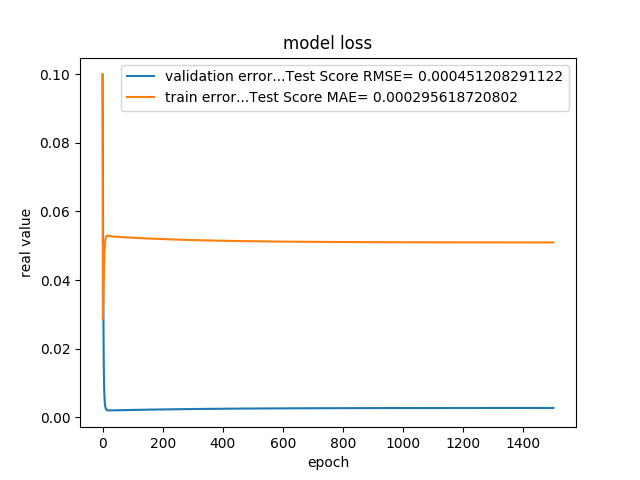 model loss
validation error...Test Score RMSE= 0.000451208291122
train error...Test Score MAE= 0.000295618720802
real value
0.10
0.08
0.06
0.04
0.02
0.00
0 200 400 600 800 1000 1200 1400
epoch